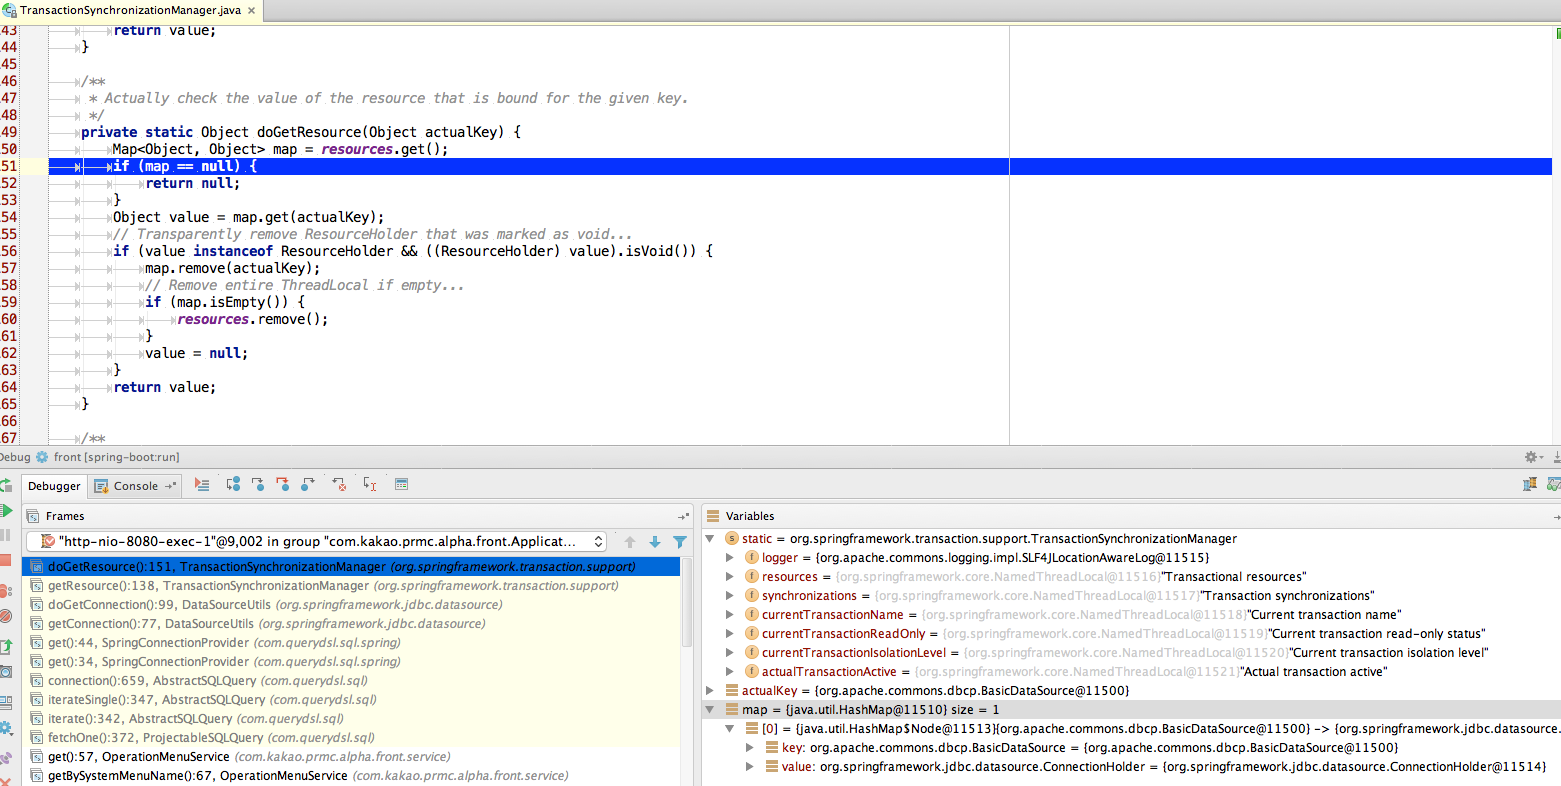 TransactionSynchronizationManager.java ×
43 return value;
44 }
45
46 /**
47 * Actually check the value of the resource that is bound for the given key.
48 */
49 private static Object doGetResource(Object actualKey) {
50 Map<Object, Object> map = resources.get();
51 if (map == null) {
52 return null;
53 }
54 Object value = map.get(actualKey);
55 // Transparently remove ResourceHolder that was marked as void...
56 if (value instanceof ResourceHolder && ((ResourceHolder) value).isVoid()) {
57 map.remove(actualKey);
58 // Remove entire ThreadLocal if empty...
59 if (map.isEmpty()) {
60 resources.remove();
61 }
62 value = null;
63 }
64 return value;
65 }
66
67 /**
Debug front [spring-boot:run]
Debugger Console
Frames
"http-nio-8080-exec-1"@9,002 in group "com.kakao.prmc.alpha.front.Applicat...
doGetResource():151, TransactionSynchronizationManager (org.springframework.transaction.support)
getResource():138, TransactionSynchronizationManager (org.springframework.transaction.support)
doGetConnection():99, DataSourceUtils (org.springframework.jdbc.datasource)
getConnection():77, DataSourceUtils (org.springframework.jdbc.datasource)
get():44, SpringConnectionProvider (com.querydsl.sql.spring)
get():34, SpringConnectionProvider (com.querydsl.sql.spring)
connection():659, AbstractSQLQuery (com.querydsl.sql)
iterateSingle():347, AbstractSQLQuery (com.querydsl.sql)
iterate():342, AbstractSQLQuery (com.querydsl.sql)
fetchOne():372, ProjectableSQLQuery (com.querydsl.sql)
get():57, OperationMenuService (com.kakao.prmc.alpha.front.service)
getBySystemMenuName():67, OperationMenuService (com.kakao.prmc.alpha.front.service)
Variables
static = org.springframework.transaction.support.TransactionSynchronizationManager
logger = {org.apache.commons.logging.impl.SLF4JLocationAwareLog@11515}
resources = {org.springframework.core.NamedThreadLocal@11516}"Transactional resources"
synchronizations = {org.springframework.core.NamedThreadLocal@11517}"Transaction synchronizations"
currentTransactionName = {org.springframework.core.NamedThreadLocal@11518}"Current transaction name"
currentTransactionReadOnly = {org.springframework.core.NamedThreadLocal@11519}"Current transaction read-only status"
currentTransactionIsolationLevel = {org.springframework.core.NamedThreadLocal@11520}"Current transaction isolation level"
actualTransactionActive = {org.springframework.core.NamedThreadLocal@11521}"Actual transaction active"
actualKey = {org.apache.commons.dbcp.BasicDataSource@11500}
map = {java.util.HashMap@11510} size = 1
[0] = {java.util.HashMap$Node@11513}{org.apache.commons.dbcp.BasicDataSource@11500} -> {org.springframework.jdbc.datasource.
key: org.apache.commons.dbcp.BasicDataSource = {org.apache.commons.dbcp.BasicDataSource@11500}
value: org.springframework.jdbc.datasource.ConnectionHolder = {org.springframework.jdbc.datasource.ConnectionHolder@11514}